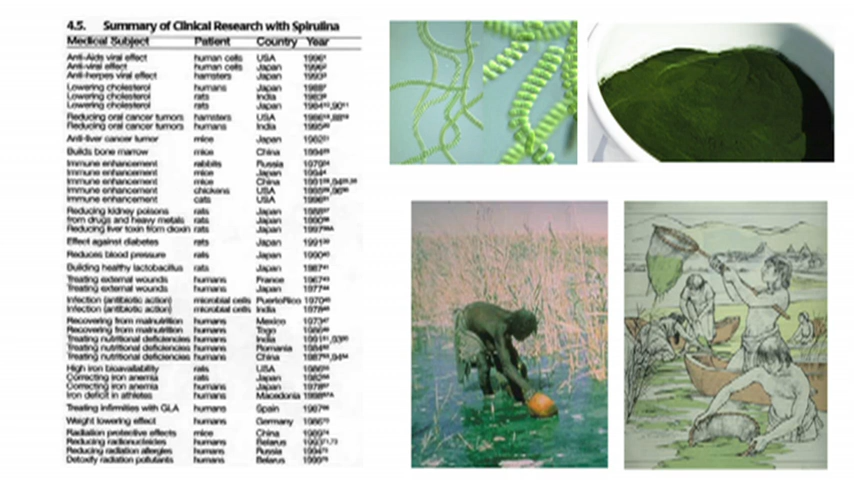 4.5. Summary of Clinical Research with Spirulina
Medical Subject Patient Country Year
Anti-Aids viral effect human cells USA
Anti-viral effect human cells Japan
Anti-herpes viral effect hamsters Japan
Lowering cholesterol humans Japan
Lowering cholesterol rats India
Lowering cholesterol rats Japan
Reducing oral cancer tumors hamsters USA
Reducing oral cancer tumors humans India
Anti-liver cancer tumor mice Japan
Builds bone marrow mice China
Immune enhancement rabbits Russia
Immune enhancement mice Japan
Immune enhancement mice China
Immune enhancement chickens USA
Immune enhancement cats USA
Reducing kidney poisons rats Japan
from drugs and heavy metals rats Japan
Reducing liver toxin from dioxin rats Japan
Effect against diabetes rats Japan
Reduces blood pressure rats Japan
Building healthy lactobacillus rats Japan
Treating external wounds humans France
Treating external wounds humans Japan
Infection (antibiotic action) microbial cells PuertoRico
Infection (antibiotic action) microbial cells India
Recovering from malnutrition humans Mexico
Recovering from malnutrition humans Togo
Treating nutritional deficiencies humans India
Treating nutritional deficiencies humans Romania
Treating nutritional deficiencies humans China
High iron bioavailability rats USA
Correcting iron anemia rats Japan
Correcting iron anemia humans Japan
Iron deficit in athletes humans Macedonia
Treating infirmities with GLA humans Spain
Weight lowering effect humans Germany
Radiation protective effects mice China
Reducing radionucleides humans Belarus
Reducing radiation allergies humans Russia
Detoxify radiation pollutants humans Belarus